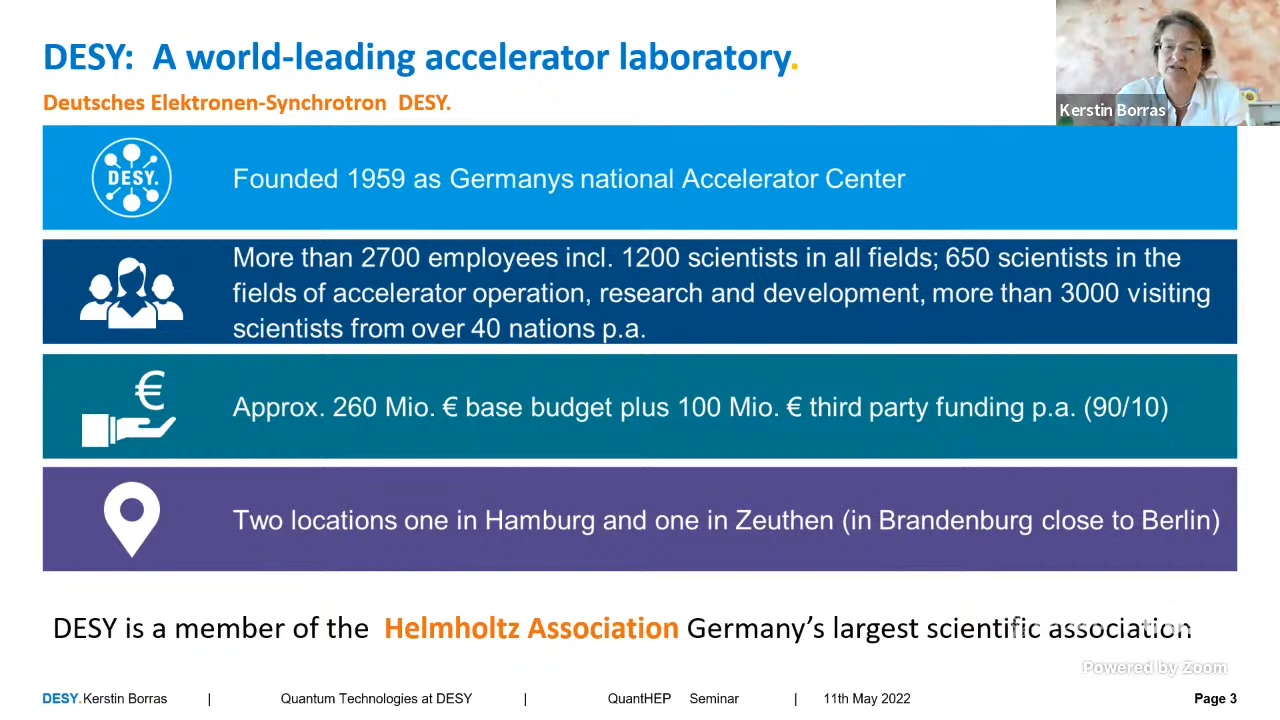 DESY: A world-leading accelerator laboratory.
Deutsches Elektronen-Synchrotron DESY.
Kerstin Borras
DESY.
Founded 1959 as Germanys national Accelerator Center
More than 2700 employees incl. 1200 scientists in all fields; 650 scientists in the
fields of accelerator operation, research and development, more than 3000 visiting
scientists from over 40 nations p.a.
€
Approx. 260 Mio. € base budget plus 100 Mio. € third party funding p.a. (90/10)
Two locations one in Hamburg and one in Zeuthen (in Brandenburg close to Berlin)
DESY is a member of the Helmholtz Association Germany's largest scientific association
Powered by Zoom
DESY. Kerstin Borras | Quantum Technologies at DESY | QuantHEP Seminar | 11th May 2022 Page 3